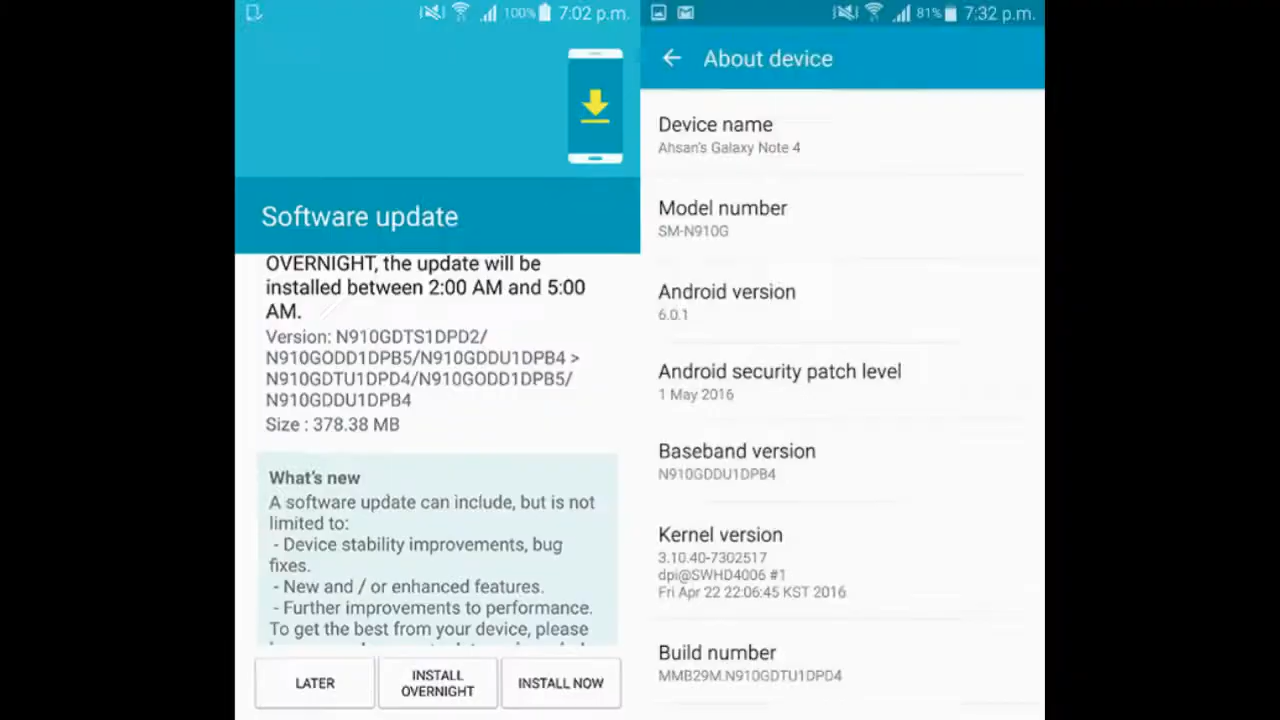 100% 7:02 p.m.
Software update
OVERNIGHT, the update will be
installed between 2:00 AM and 5:00
AM.
Version: N910GDTS1DPD2/
N910GODD1DPB5/N910GDDU1DPB4 >
N910GDTU1DPD4/N910GODD1DPB5/
N910GDDU1DPB4
Size : 378.38 MB
What's new
A software update can include, but is not
limited to:
- Device stability improvements, bug
fixes.
- New and / or enhanced features.
- Further improvements to performance.
To get the best from your device, please
LATER
INSTALL
OVERNIGHT
INSTALL NOW
81% 7:32 p.m.
About device
Device name
Ahsan's Galaxy Note 4
Model number
SM-N910G
Android version
6.0.1
Android security patch level
1 May 2016
Baseband version
N910GDDU1DPB4
Kernel version
3.10.40-7302517
dpi@SWHD4006 #1
Fri Apr 22 22:06:45 KST 2016
Build number
MMB29M.N910GDTU1DPD4